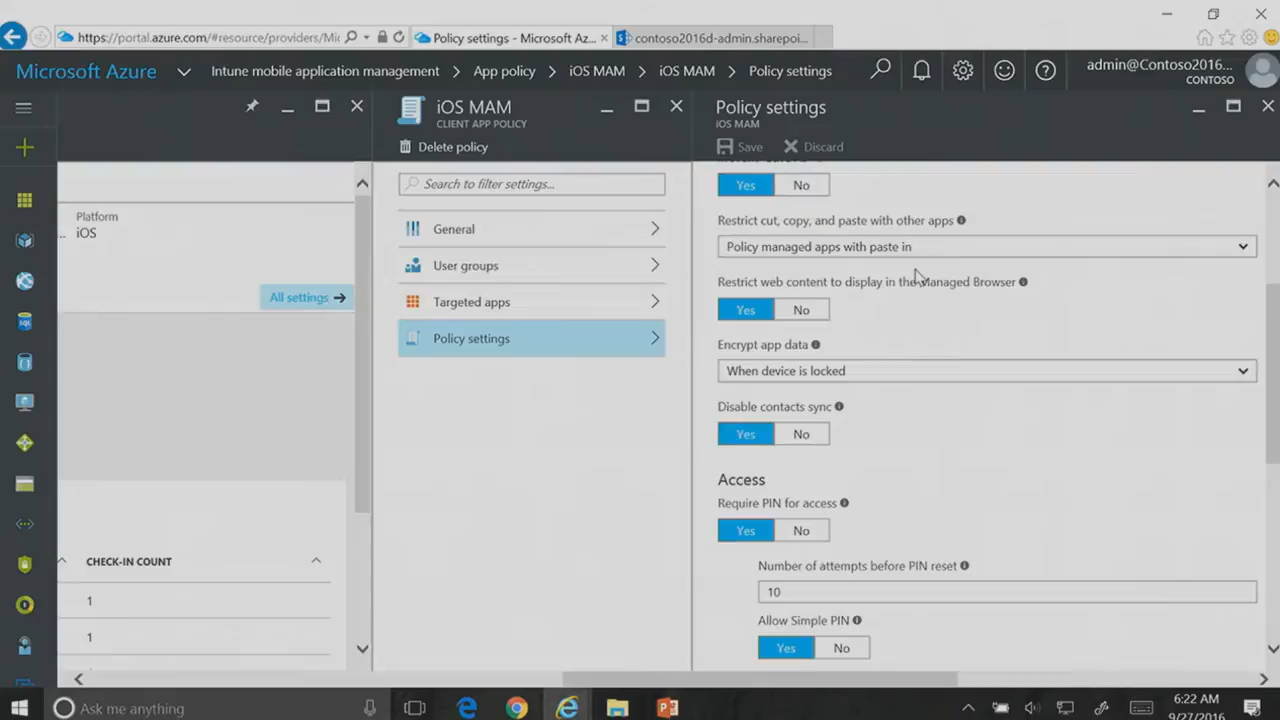 https://portal.azure.com/#resource/providers/Mic
Policy settings - Microsoft Az...
contoso2016d-admin.sharepoi...
Microsoft Azure
Intune mobile application management > App policy > iOS MAM > iOS MAM > Policy settings
admin@Contoso2016...
CONTOSO
iOS MAM
CLIENT APP POLICY
Policy settings
iOS MAM
Delete policy
Save
Discard
Platform
... iOS
All settings
CHECK-IN COUNT
1
1
Search to filter settings...
General
User groups
Targeted apps
Policy settings
Yes No
Restrict cut, copy, and paste with other apps
Policy managed apps with paste in
Restrict web content to display in the Managed Browser
Yes No
Encrypt app data
When device is locked
Disable contacts sync
Yes No
Access
Require PIN for access
Yes No
Number of attempts before PIN reset
10
Allow Simple PIN
Yes No
Ask me anything
6:22 AM
9/27/2016